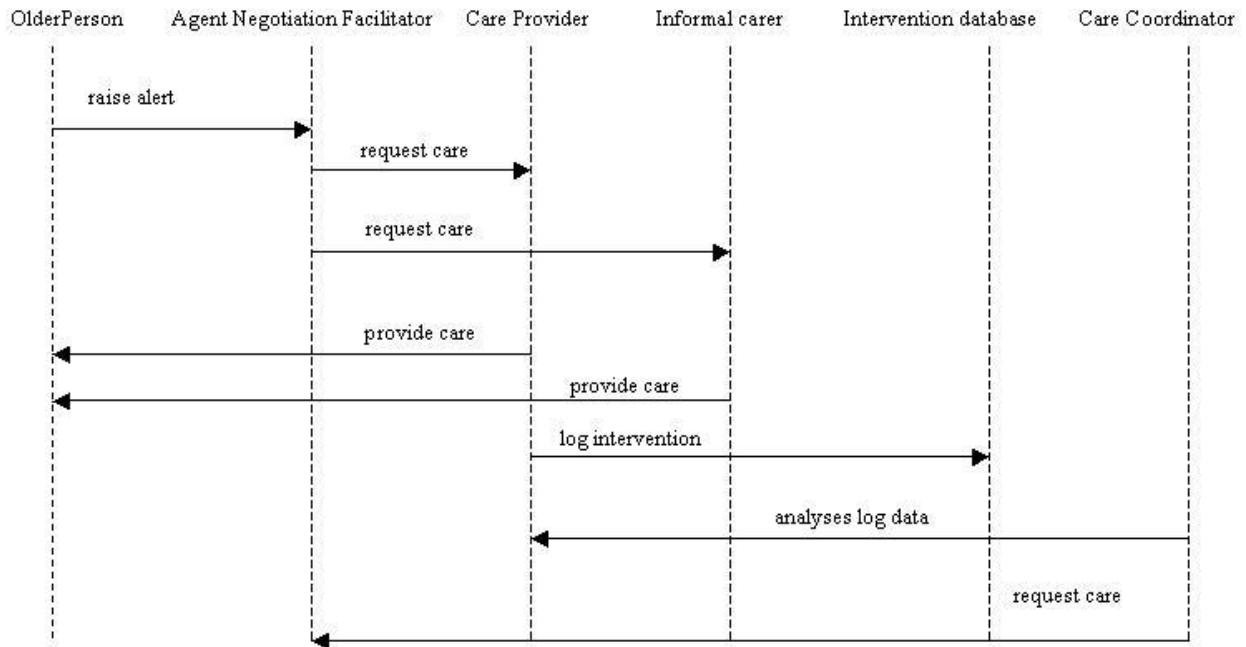 OlderPerson Agent Negotiation Facilitator Care Provider Informal carer Intervention database Care Coordinator
raise alert
request care
request care
provide care
provide care
log intervention
analyses log data
request care